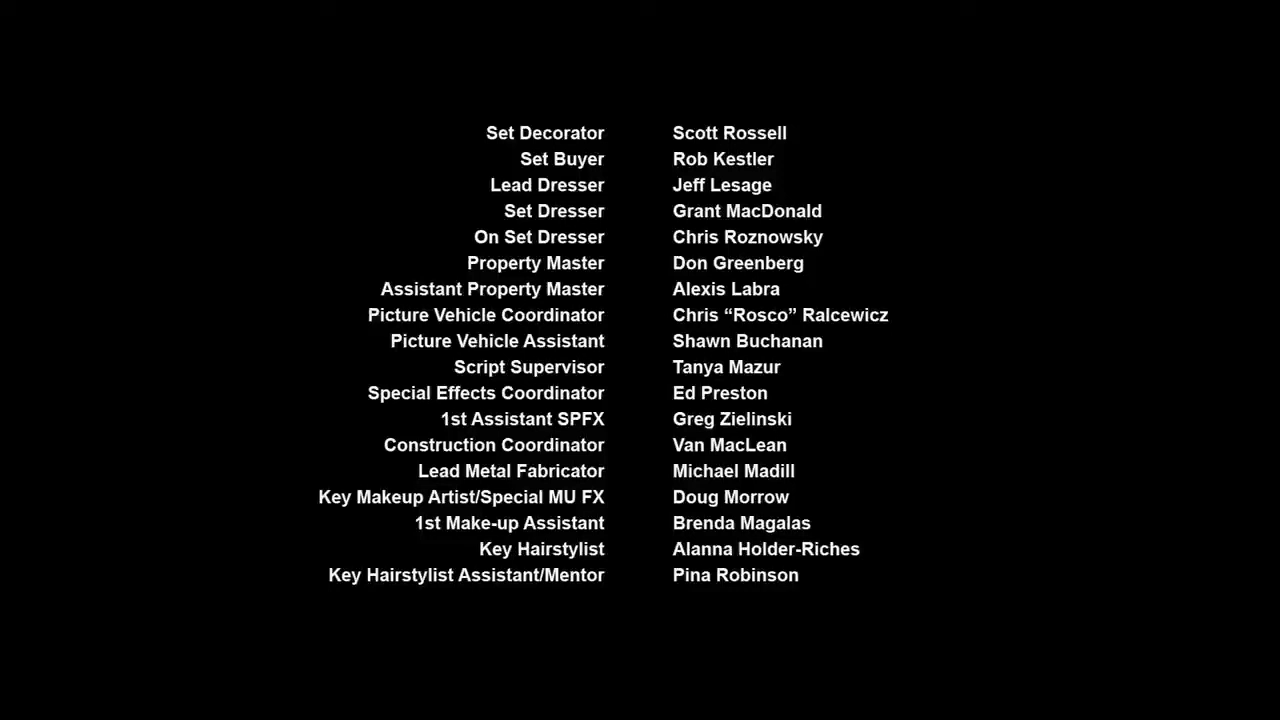 Set Decorator Scott Rossell
Set Buyer Rob Kestler
Lead Dresser Jeff Lesage
Set Dresser Grant MacDonald
On Set Dresser Chris Roznowsky
Property Master Don Greenberg
Assistant Property Master Alexis Labra
Picture Vehicle Coordinator Chris “Rosco” Ralcewicz
Picture Vehicle Assistant Shawn Buchanan
Script Supervisor Tanya Mazur
Special Effects Coordinator Ed Preston
1st Assistant SPFX Greg Zielinski
Construction Coordinator Van MacLean
Lead Metal Fabricator Michael Madill
Key Makeup Artist/Special MU FX Doug Morrow
1st Make-up Assistant Brenda Magalas
Key Hairstylist Alanna Holder-Riches
Key Hairstylist Assistant/Mentor Pina Robinson